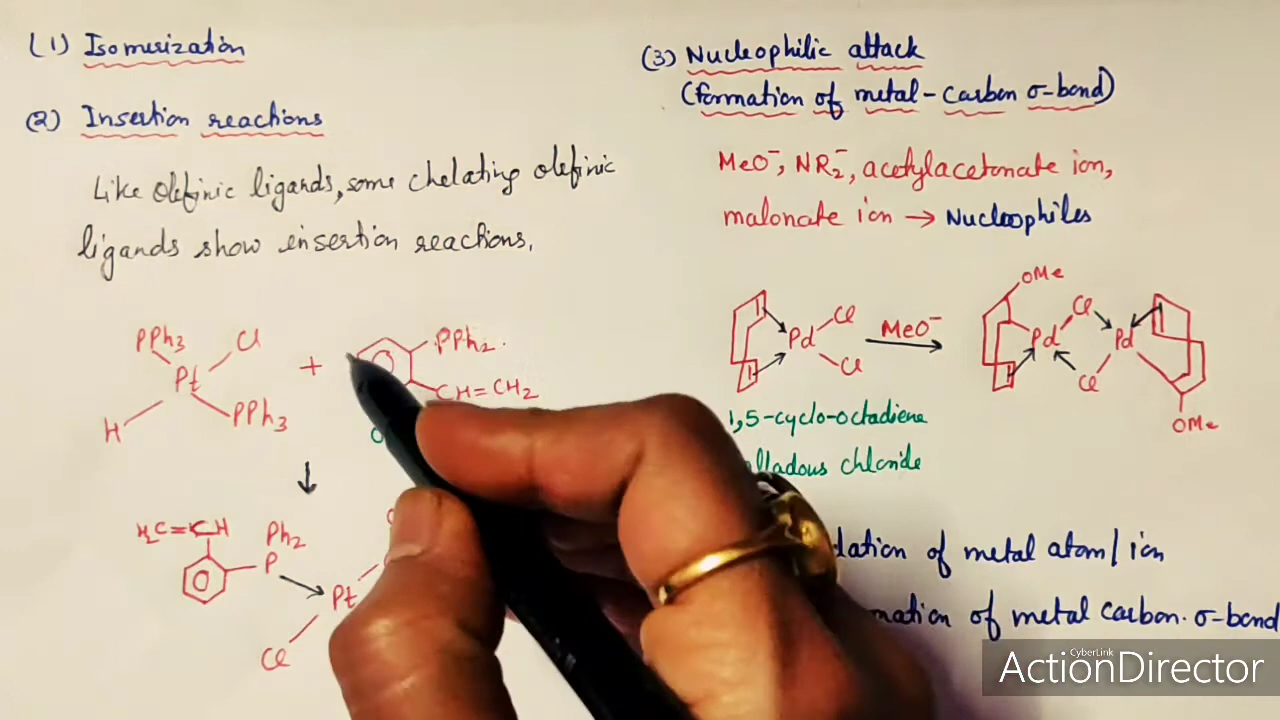 (1) Isomerization
(2) Insertion reactions
Like olefinic ligands, some chelating olefinic
ligands show insertion reactions.
PPh3
Cl
Pt
H
PPh3
+
PPh2
CH=CH2
H2C=CH
Ph2
P
Pt
Cl
(3) Nucleophilic attack
(formation of metal-carbon σ-bond)
MeO⁻, NR2⁻, acetylacetonate ion,
malonate ion → Nucleophiles
Pd
Cl
Cl
MeO⁻
OMe
Pd
Cl
Cl
Pd
OMe
1,5-cyclo-octadiene
lladous chloride
dation of metal atom/ion
mation of metal carbon σ-bond
CyberLink
ActionDirector